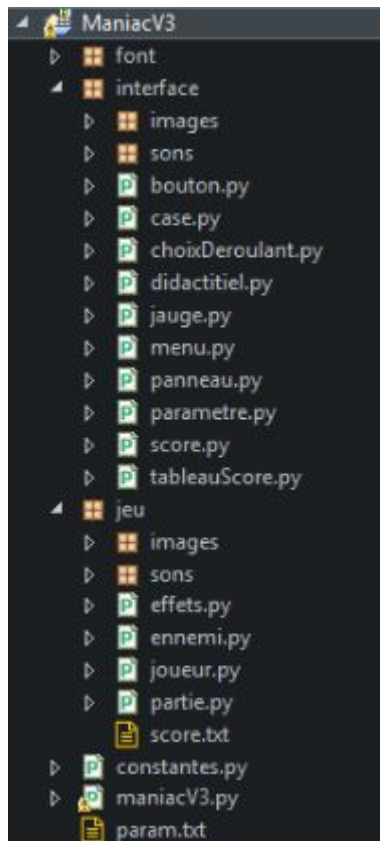 ManiacV3
font
interface
images
sons
bouton.py
case.py
choixDeroulant.py
didactitiel.py
jauge.py
menu.py
panneau.py
parametre.py
score.py
tableauScore.py
jeu
images
sons
effets.py
ennemi.py
joueur.py
partie.py
score.txt
constantes.py
maniacV3.py
param.txt